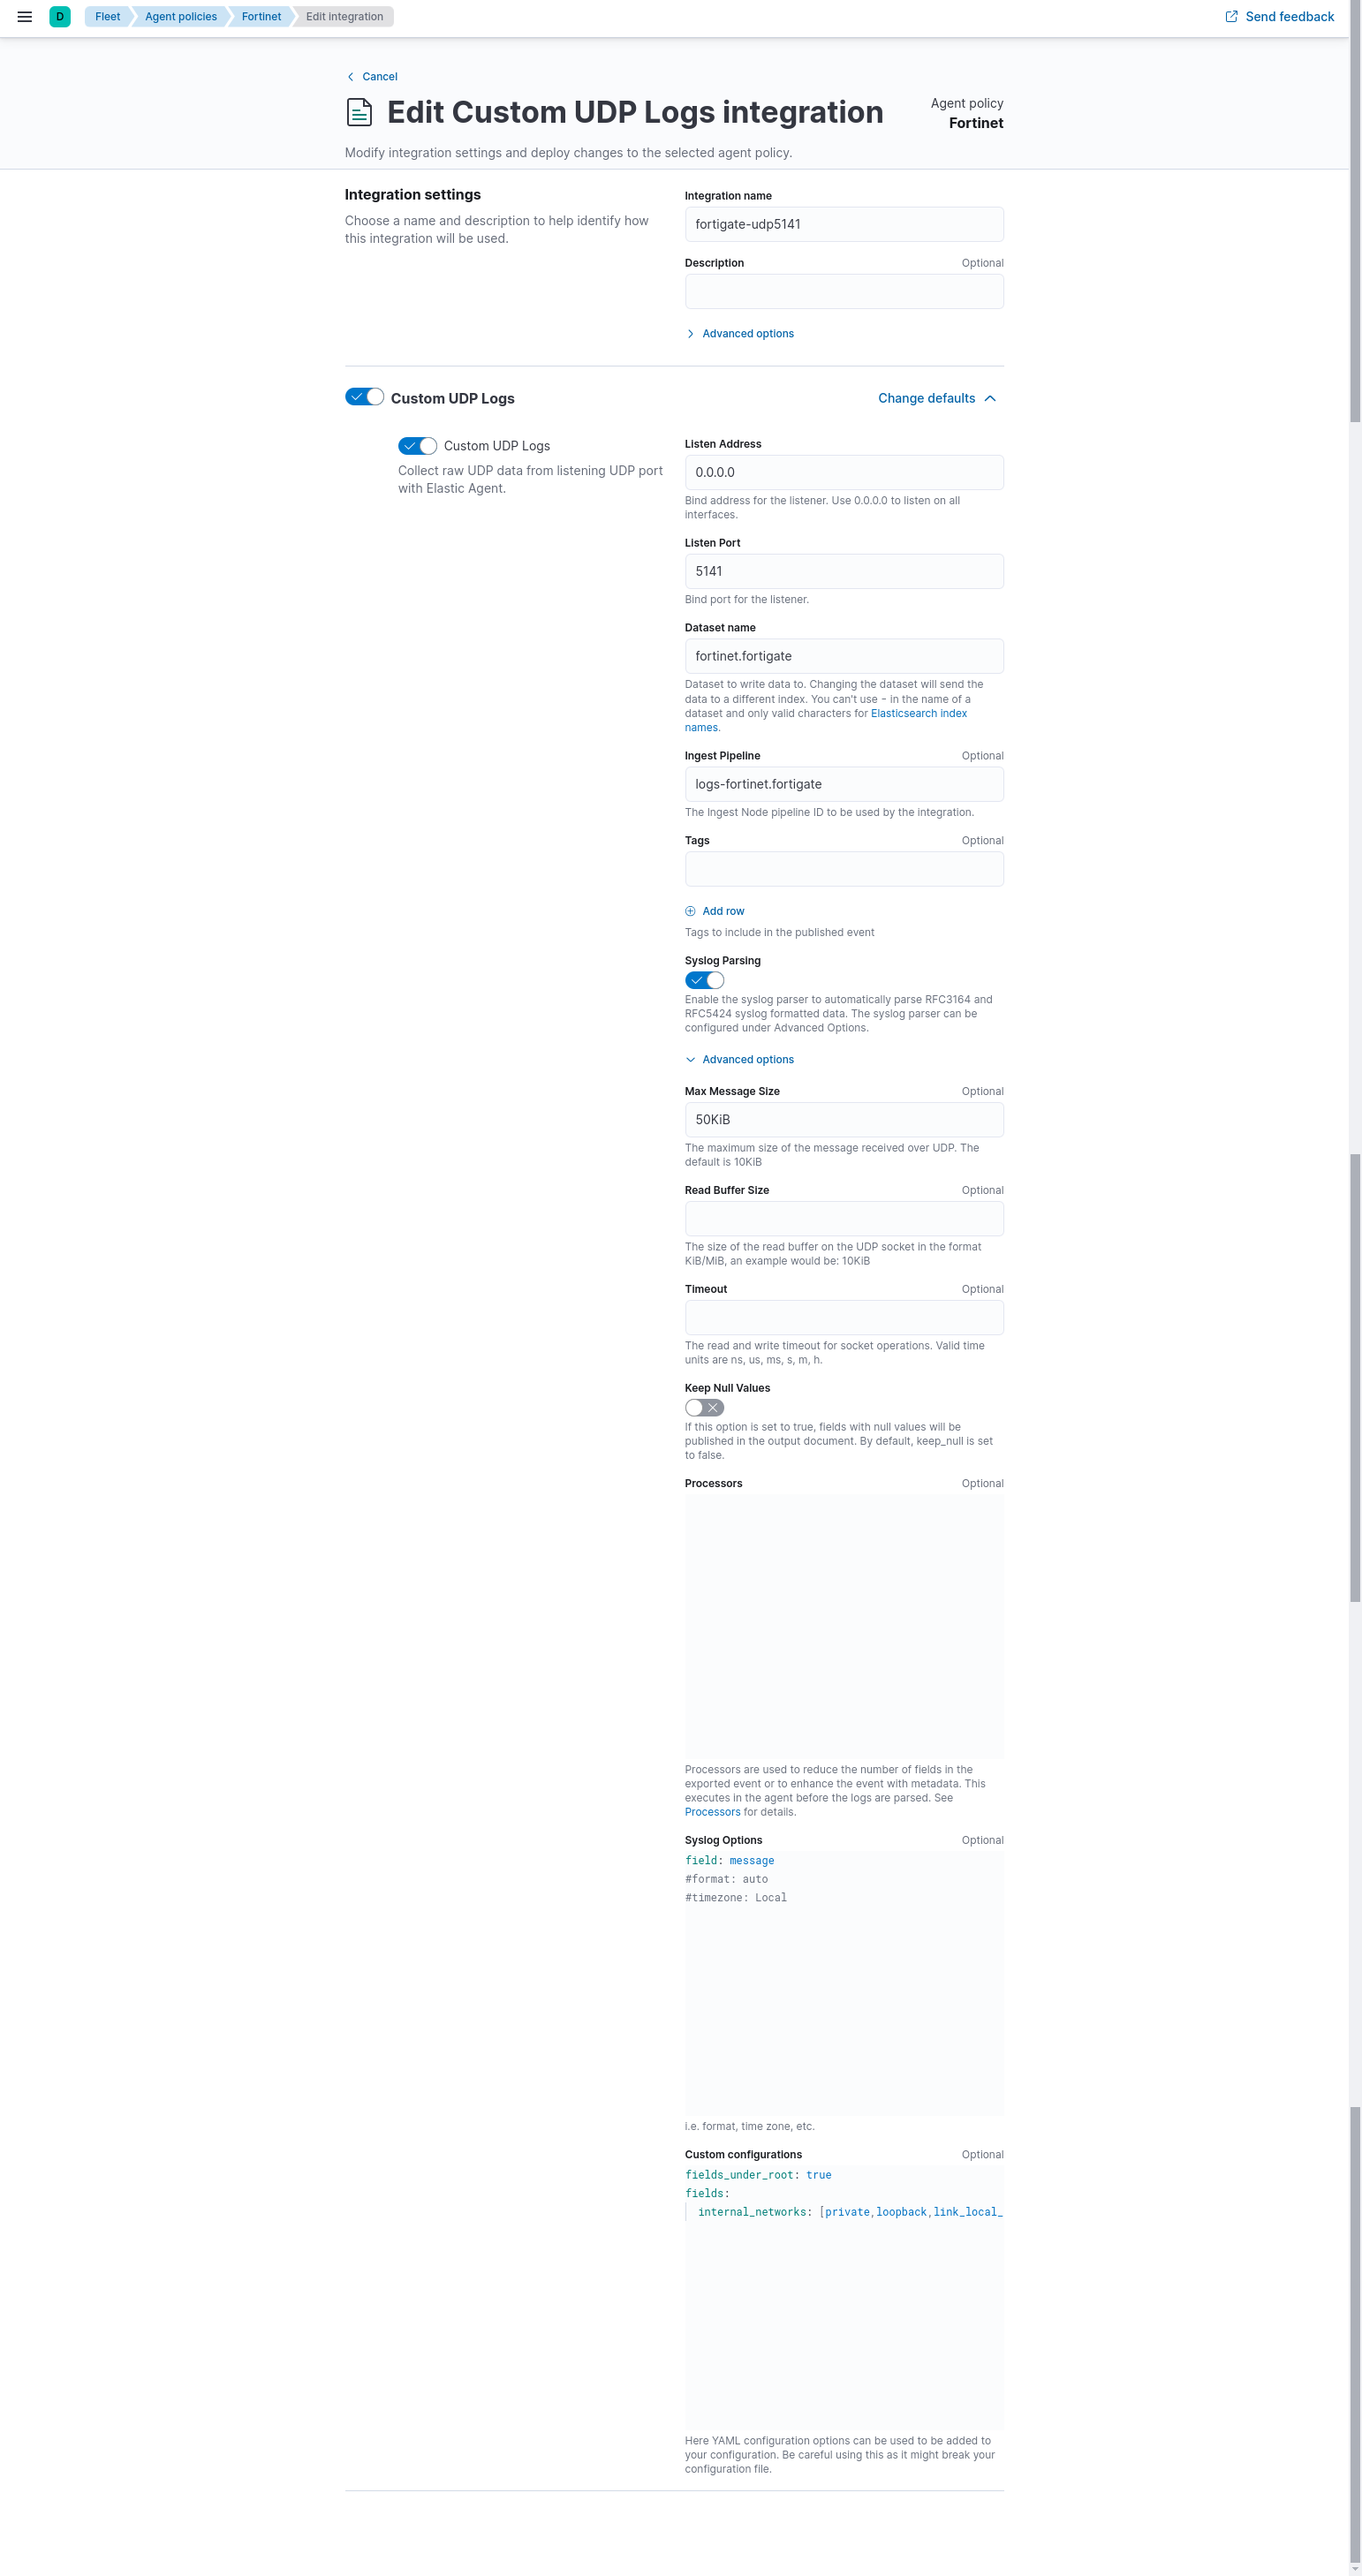 D
Fleet
Agent policies
Fortinet
Edit integration
Send feedback
Cancel
Edit Custom UDP Logs integration
Agent policy
Fortinet
Modify integration settings and deploy changes to the selected agent policy.
Integration settings
Choose a name and description to help identify how
this integration will be used.
Integration name
fortigate-udp5141
Description Optional
Advanced options
Custom UDP Logs
Change defaults
Custom UDP Logs
Collect raw UDP data from listening UDP port
with Elastic Agent.
Listen Address
0.0.0.0
Bind address for the listener. Use 0.0.0.0 to listen on all
interfaces.
Listen Port
5141
Bind port for the listener.
Dataset name
fortinet.fortigate
Dataset to write data to. Changing the dataset will send the
data to a different index. You can't use - in the name of a
dataset and only valid characters for Elasticsearch index
names.
Ingest Pipeline Optional
logs-fortinet.fortigate
The Ingest Node pipeline ID to be used by the integration.
Tags Optional
Add row
Tags to include in the published event
Syslog Parsing
Enable the syslog parser to automatically parse RFC3164 and
RFC5424 syslog formatted data. The syslog parser can be
configured under Advanced Options.
Advanced options
Max Message Size Optional
50KiB
The maximum size of the message received over UDP. The
default is 10KiB
Read Buffer Size Optional
The size of the read buffer on the UDP socket in the format
KiB/MiB, an example would be: 10KiB
Timeout Optional
The read and write timeout for socket operations. Valid time
units are ns, us, ms, s, m, h.
Keep Null Values
If this option is set to true, fields with null values will be
published in the output document. By default, keep_null is set
to false.
Processors Optional
Processors are used to reduce the number of fields in the
exported event or to enhance the event with metadata. This
executes in the agent before the logs are parsed. See
Processors for details.
Syslog Options Optional
field: message
#format: auto
#timezone: Local
i.e. format, time zone, etc.
Custom configurations Optional
fields_under_root: true
fields:
internal_networks: [private,loopback,link_local_
Here YAML configuration options can be used to be added to
your configuration. Be careful using this as it might break your
configuration file.